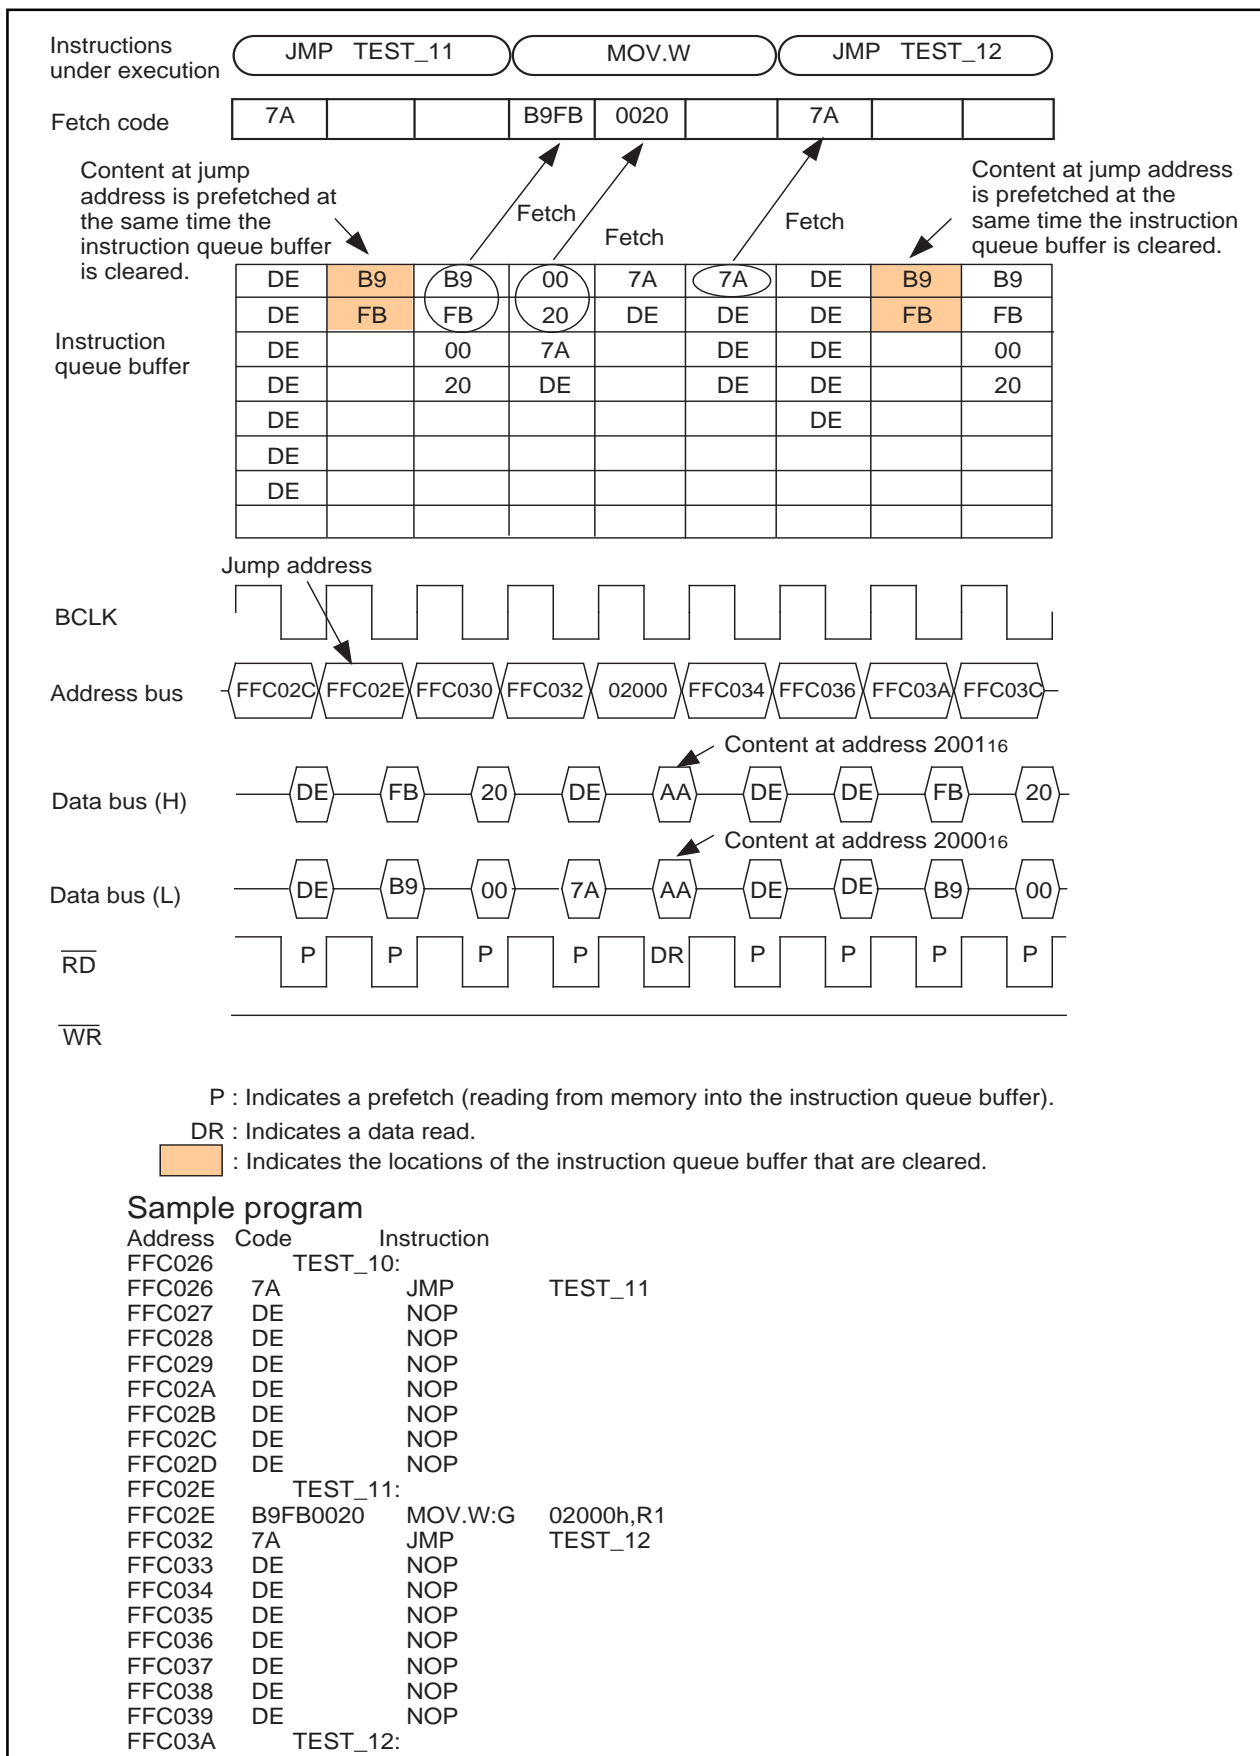 Instructions
under execution
JMP TEST_11 MOV.W JMP TEST_12
Fetch code 7A B9FB 0020 7A
Content at jump
address is prefetched at
the same time the
instruction queue buffer
is cleared.
Fetch
Fetch
Fetch
Content at jump address
is prefetched at the
same time the instruction
queue buffer is cleared.
Instruction
queue buffer
DE B9 B9 00 7A 7A DE B9 B9
DE FB FB 20 DE DE DE FB FB
DE 00 7A DE DE 00
DE 20 DE DE DE 20
DE DE
DE
DE
Jump address
BCLK
Address bus FFC02C FFC02E FFC030 FFC032 02000 FFC034 FFC036 FFC03A FFC03C
Content at address 200116
Data bus (H) DE FB 20 DE AA DE DE FB 20
Content at address 200016
Data bus (L) DE B9 00 7A AA DE DE B9 00
RD P P P P DR P P P P
WR
P : Indicates a prefetch (reading from memory into the instruction queue buffer).
DR : Indicates a data read.
: Indicates the locations of the instruction queue buffer that are cleared.
Sample program
Address Code Instruction
FFC026 TEST_10:
FFC026 7A JMP TEST_11
FFC027 DE NOP
FFC028 DE NOP
FFC029 DE NOP
FFC02A DE NOP
FFC02B DE NOP
FFC02C DE NOP
FFC02D DE NOP
FFC02E TEST_11:
FFC02E B9FB0020 MOV.W:G 02000h,R1
FFC032 7A JMP TEST_12
FFC033 DE NOP
FFC034 DE NOP
FFC035 DE NOP
FFC036 DE NOP
FFC037 DE NOP
FFC038 DE NOP
FFC039 DE NOP
FFC03A TEST_12: